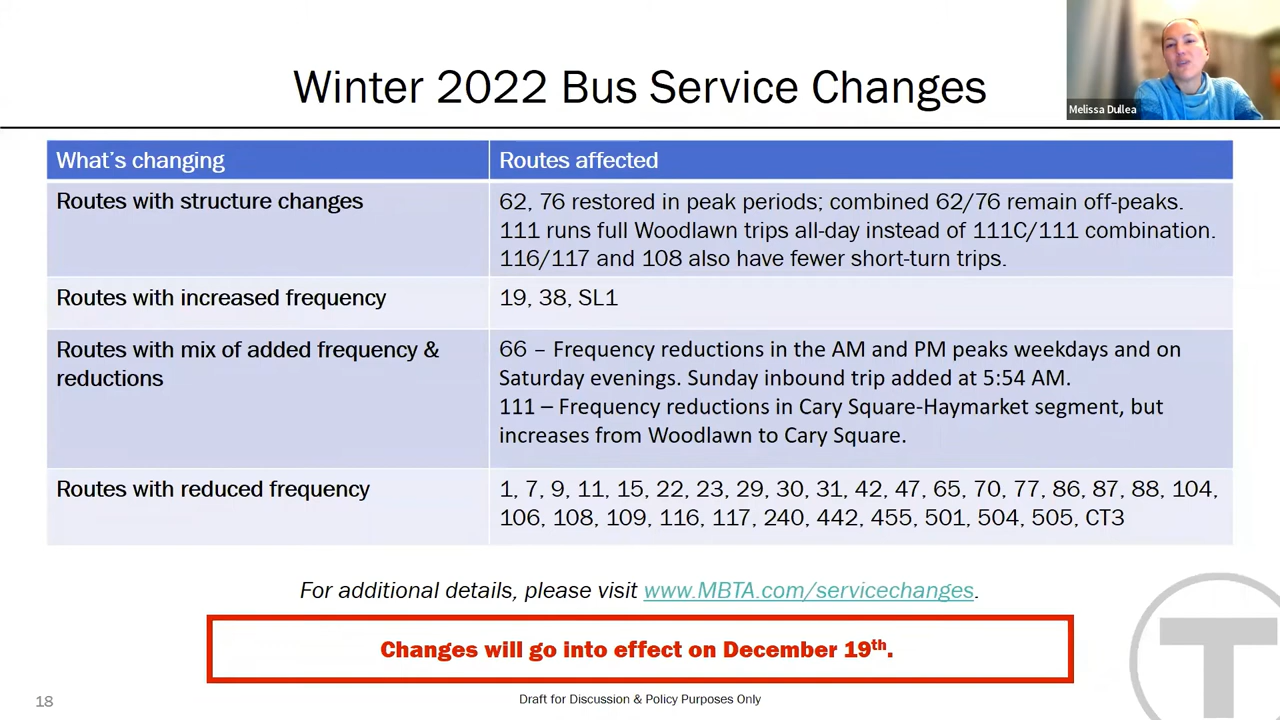 Winter 2022 Bus Service Changes
Melissa Dullea
What's changing
Routes affected
Routes with structure changes
62, 76 restored in peak periods; combined 62/76 remain off-peaks.
111 runs full Woodlawn trips all-day instead of 111C/111 combination.
116/117 and 108 also have fewer short-turn trips.
Routes with increased frequency
19, 38, SL1
Routes with mix of added frequency &
reductions
66 – Frequency reductions in the AM and PM peaks weekdays and on
Saturday evenings. Sunday inbound trip added at 5:54 AM.
111 – Frequency reductions in Cary Square-Haymarket segment, but
increases from Woodlawn to Cary Square.
Routes with reduced frequency
1, 7, 9, 11, 15, 22, 23, 29, 30, 31, 42, 47, 65, 70, 77, 86, 87, 88, 104,
106, 108, 109, 116, 117, 240, 442, 455, 501, 504, 505, CT3
For additional details, please visit www.MBTA.com/servicechanges.
Changes will go into effect on December 19th.
18
Draft for Discussion & Policy Purposes Only
T